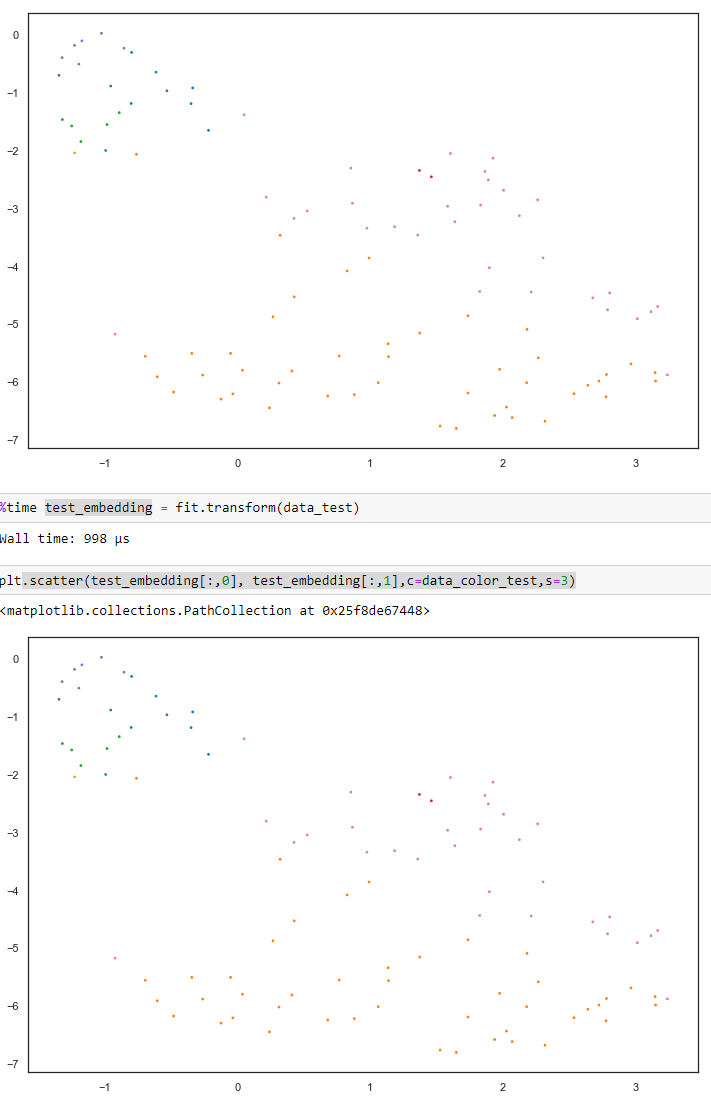 0
−1
−2
−3
−4
−5
−6
−7
−1 0 1 2 3
%time test_embedding = fit.transform(data_test)
Wall time: 998 µs
plt.scatter(test_embedding[:,0], test_embedding[:,1],c=data_color_test,s=3)
<matplotlib.collections.PathCollection at 0x25f8de67448>
0
−1
−2
−3
−4
−5
−6
−7
−1 0 1 2 3